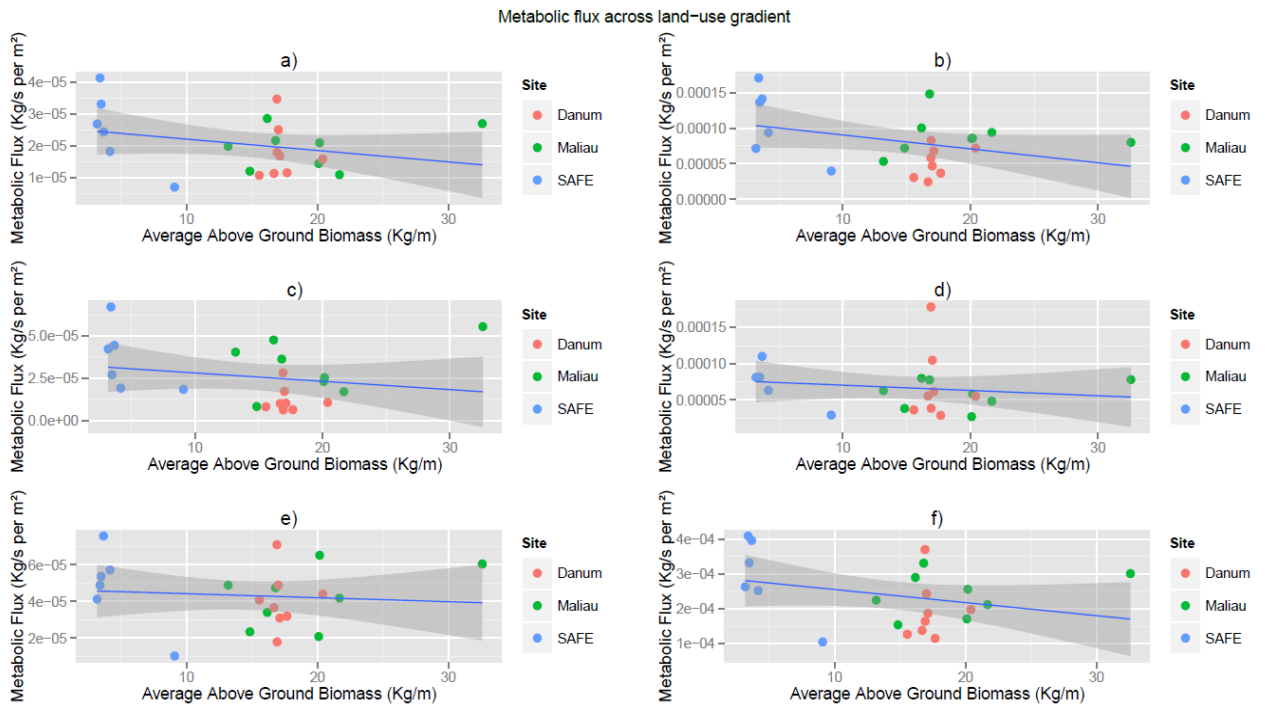 Metabolic flux across land−use gradient
a)
Metabolic Flux (Kg/s per m²)
4e−05
3e−05
2e−05
1e−05
10
20
30
Average Above Ground Biomass (Kg/m)
Site
Danum
Maliau
SAFE
b)
Metabolic Flux (Kg/s per m²)
0.00015
0.00010
0.00005
0.00000
10
20
30
Average Above Ground Biomass (Kg/m)
Site
Danum
Maliau
SAFE
c)
Metabolic Flux (Kg/s per m²)
5.0e−05
2.5e−05
0.0e+00
10
20
30
Average Above Ground Biomass (Kg/m)
Site
Danum
Maliau
SAFE
d)
Metabolic Flux (Kg/s per m²)
0.00015
0.00010
0.00005
10
20
30
Average Above Ground Biomass (Kg/m)
Site
Danum
Maliau
SAFE
e)
Metabolic Flux (Kg/s per m²)
6e−05
4e−05
2e−05
10
20
30
Average Above Ground Biomass (Kg/m)
Site
Danum
Maliau
SAFE
f)
Metabolic Flux (Kg/s per m²)
4e−04
3e−04
2e−04
1e−04
10
20
30
Average Above Ground Biomass (Kg/m)
Site
Danum
Maliau
SAFE